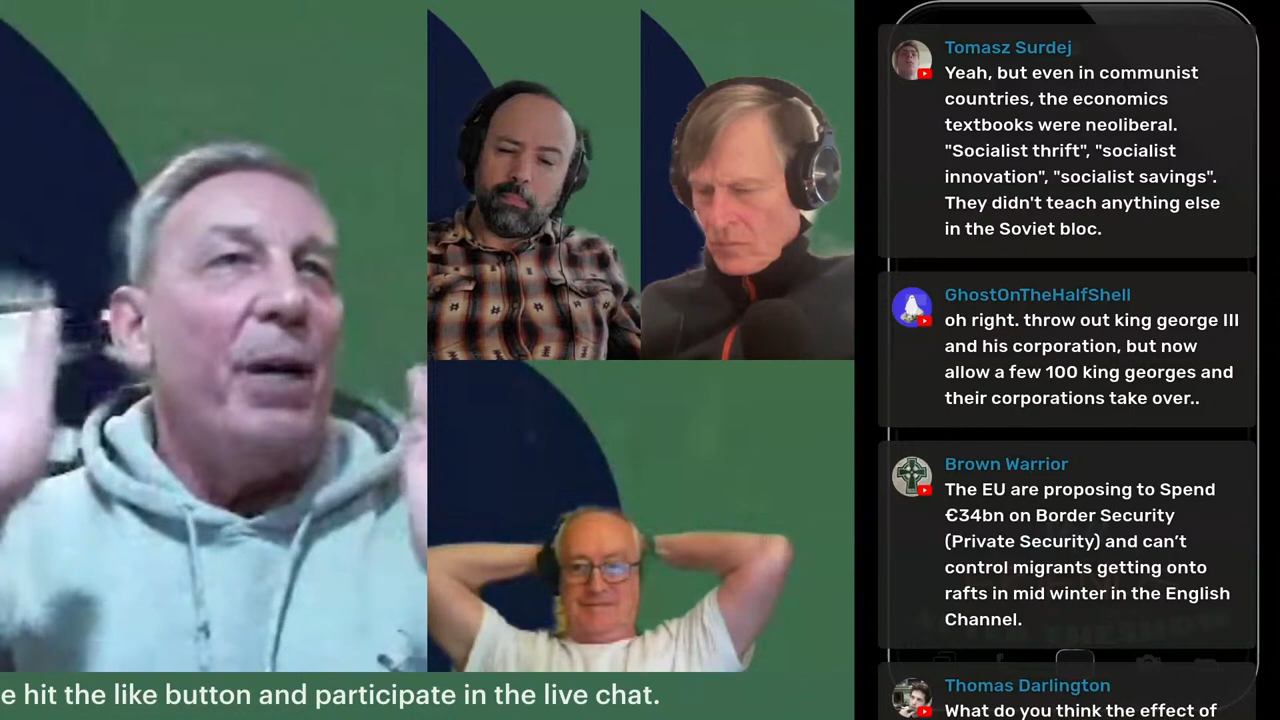 Tomasz Surdej
Yeah, but even in communist
countries, the economics
textbooks were neoliberal.
"Socialist thrift", "socialist
innovation", "socialist savings".
They didn't teach anything else
in the Soviet bloc.
GhostOnTheHalfShell
oh right. throw out king george III
and his corporation, but now
allow a few 100 king georges and
their corporations take over..
Brown Warrior
The EU are proposing to Spend
€34bn on Border Security
(Private Security) and can’t
control migrants getting onto
rafts in mid winter in the English
Channel.
Thomas Darlington
What do you think the effect of
e hit the like button and participate in the live chat.